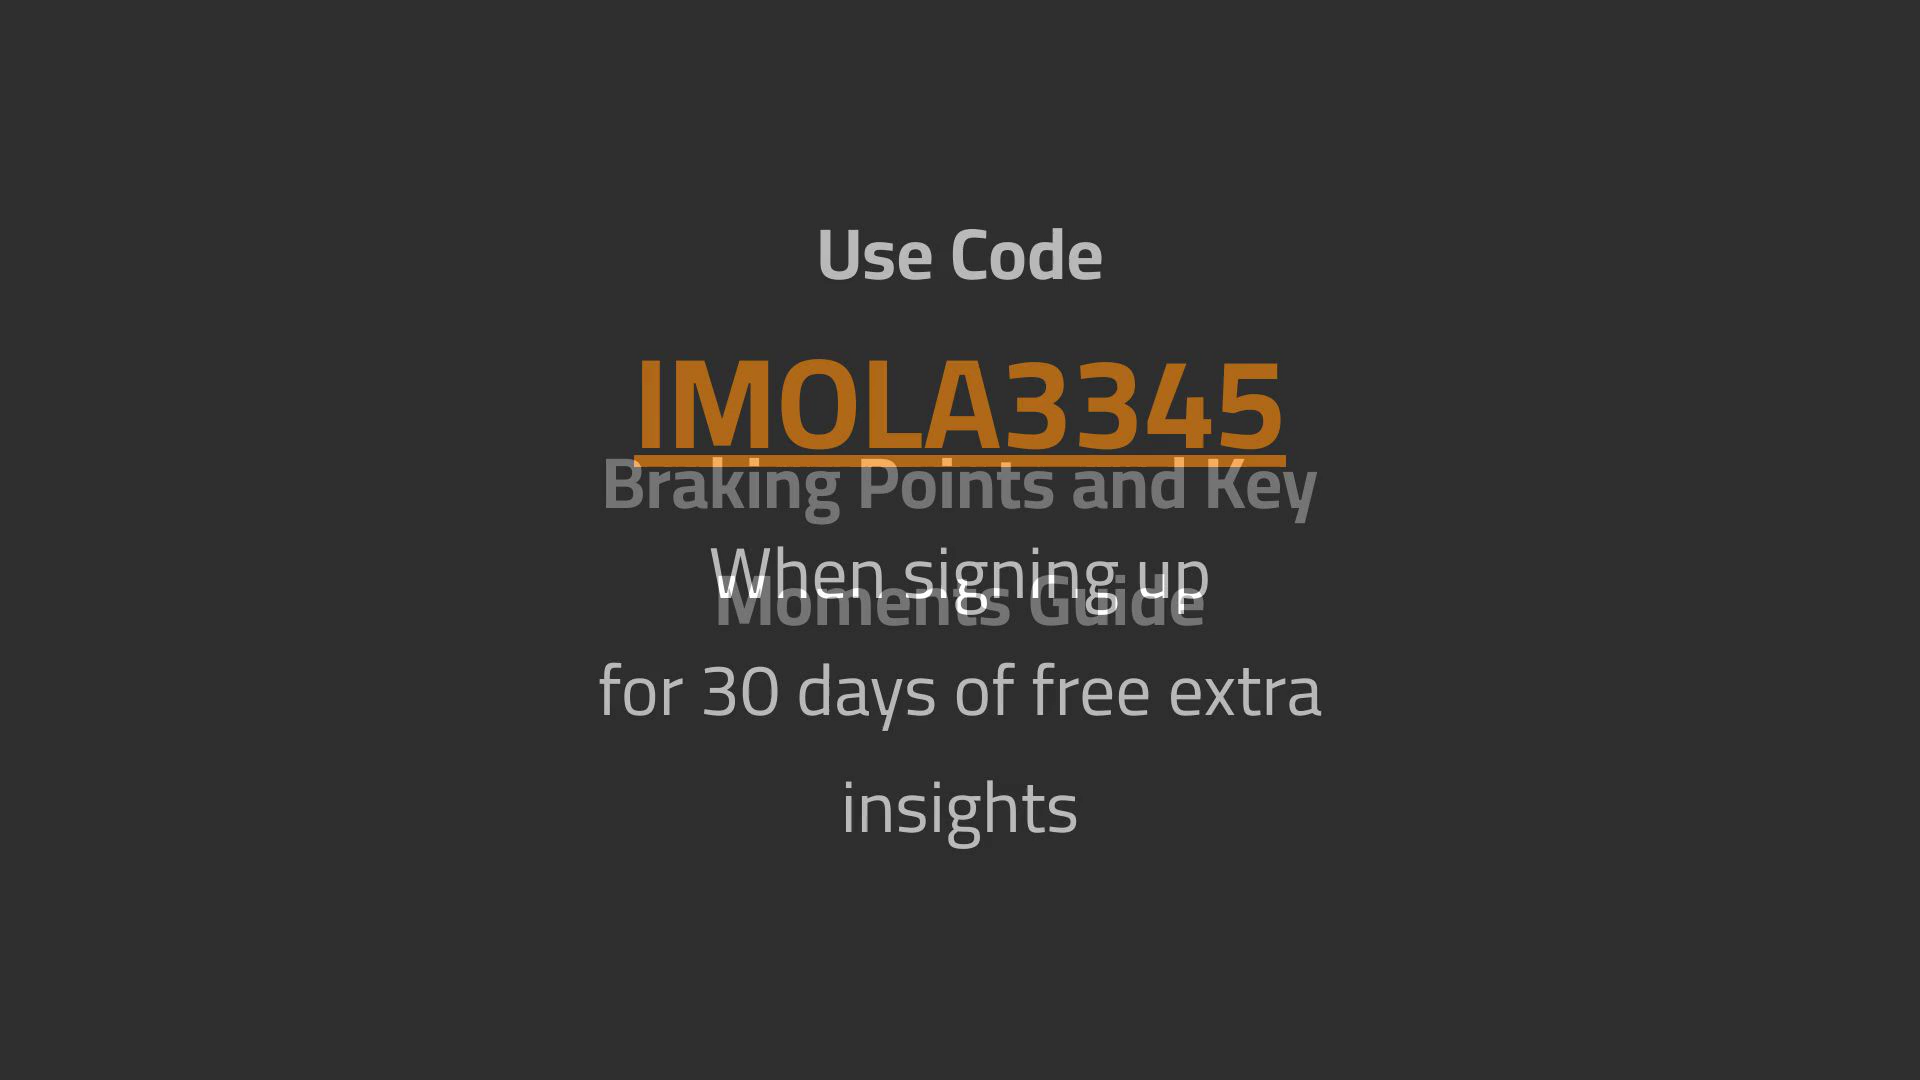 Use Code
IMOLA3345
Braking Points and Key
When signing up
Moments Guide
for 30 days of free extra
insights